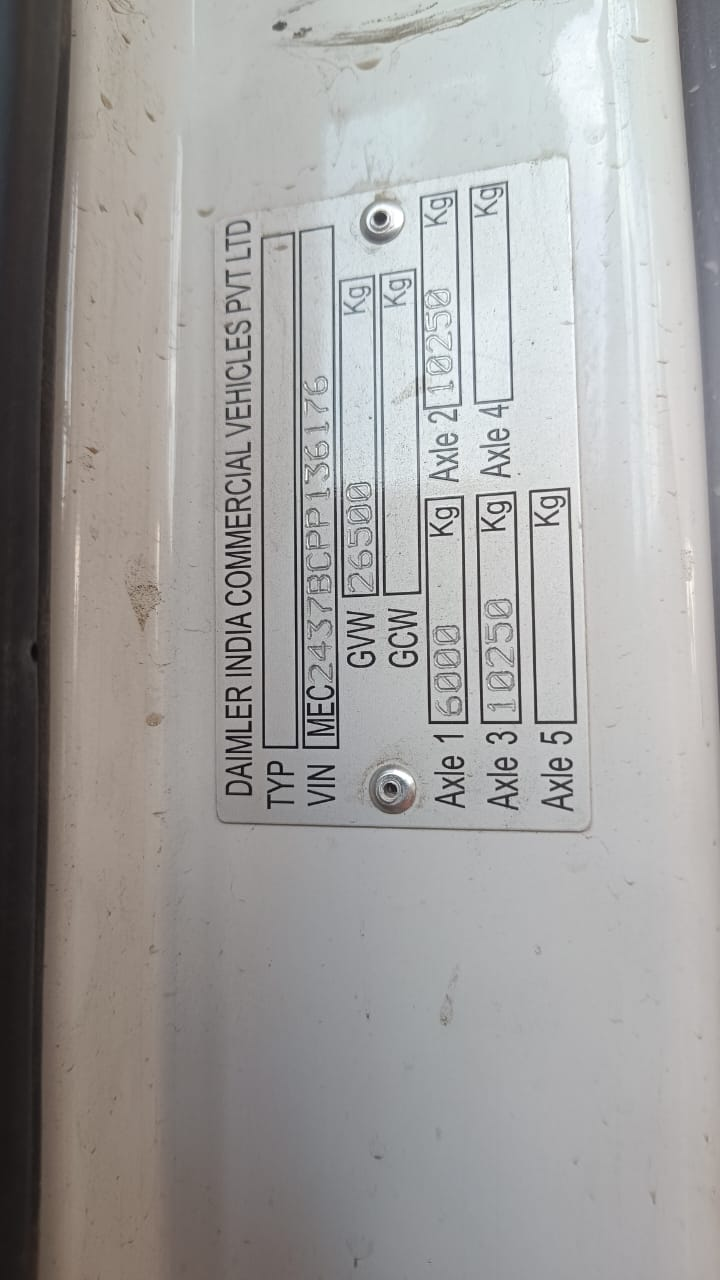 DAIMLER INDIA COMMERCIAL VEHICLES PVT LTD
TYP
VIN MEC2437BCPP136176
GVW 26500 Kg
GCW Kg
Axle 1 6000 Kg Axle 2 10250 Kg
Axle 3 10250 Kg Axle 4 Kg
Axle 5 Kg